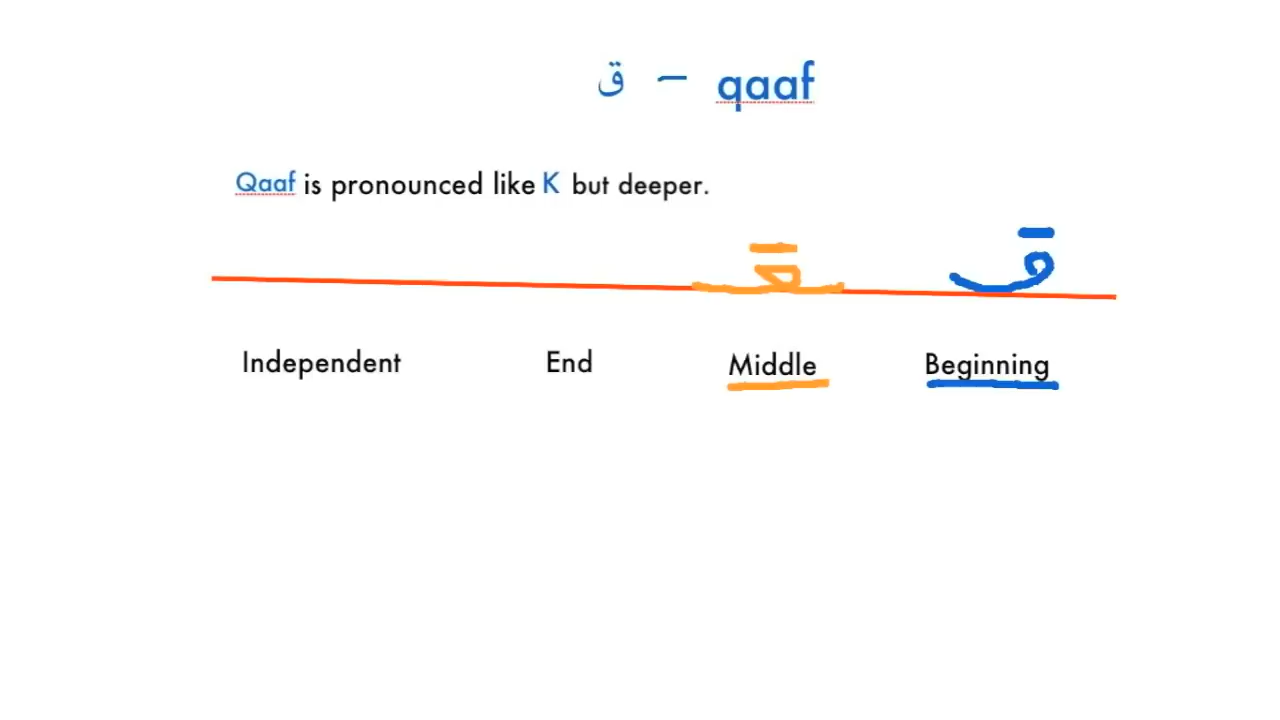 ق – qaaf
Qaaf is pronounced like K but deeper.
ـقـ قـ
Independent End Middle Beginning